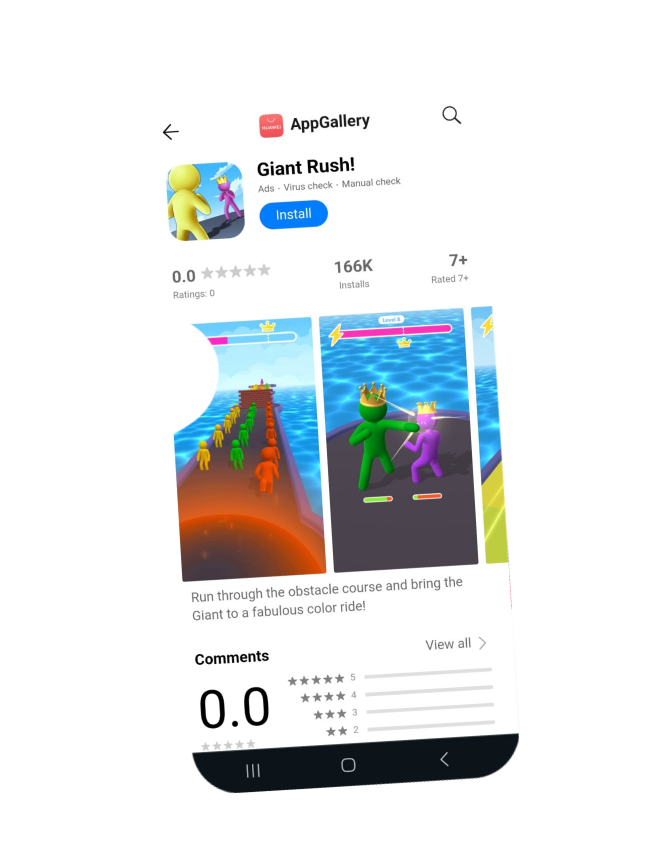 HUAWEI AppGallery
Giant Rush!
Ads · Virus check · Manual check
Install
0.0
Ratings: 0
166K
Installs
7+
Rated 7+
Level 8
Run through the obstacle course and bring the
Giant to a fabulous color ride!
Comments
View all
0.0
5
4
3
2